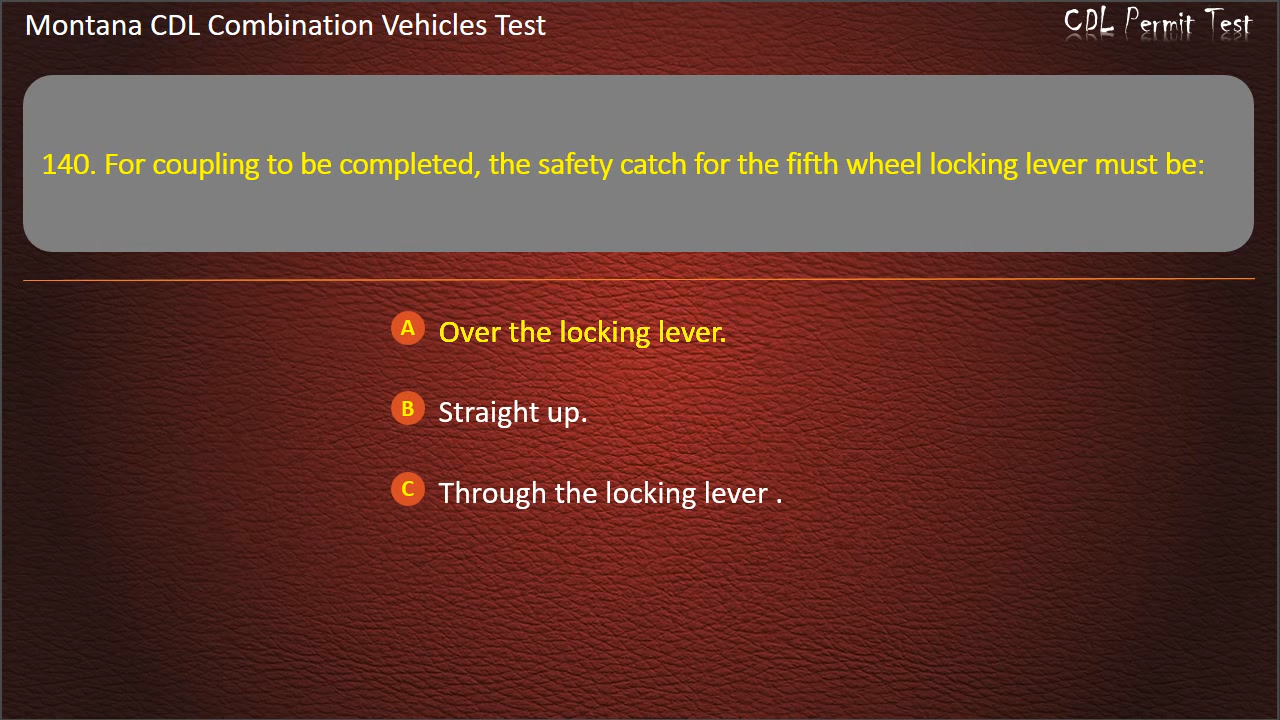 Montana CDL Combination Vehicles Test
CDL Permit Test
140. For coupling to be completed, the safety catch for the fifth wheel locking lever must be:
A Over the locking lever.
B Straight up.
C Through the locking lever .